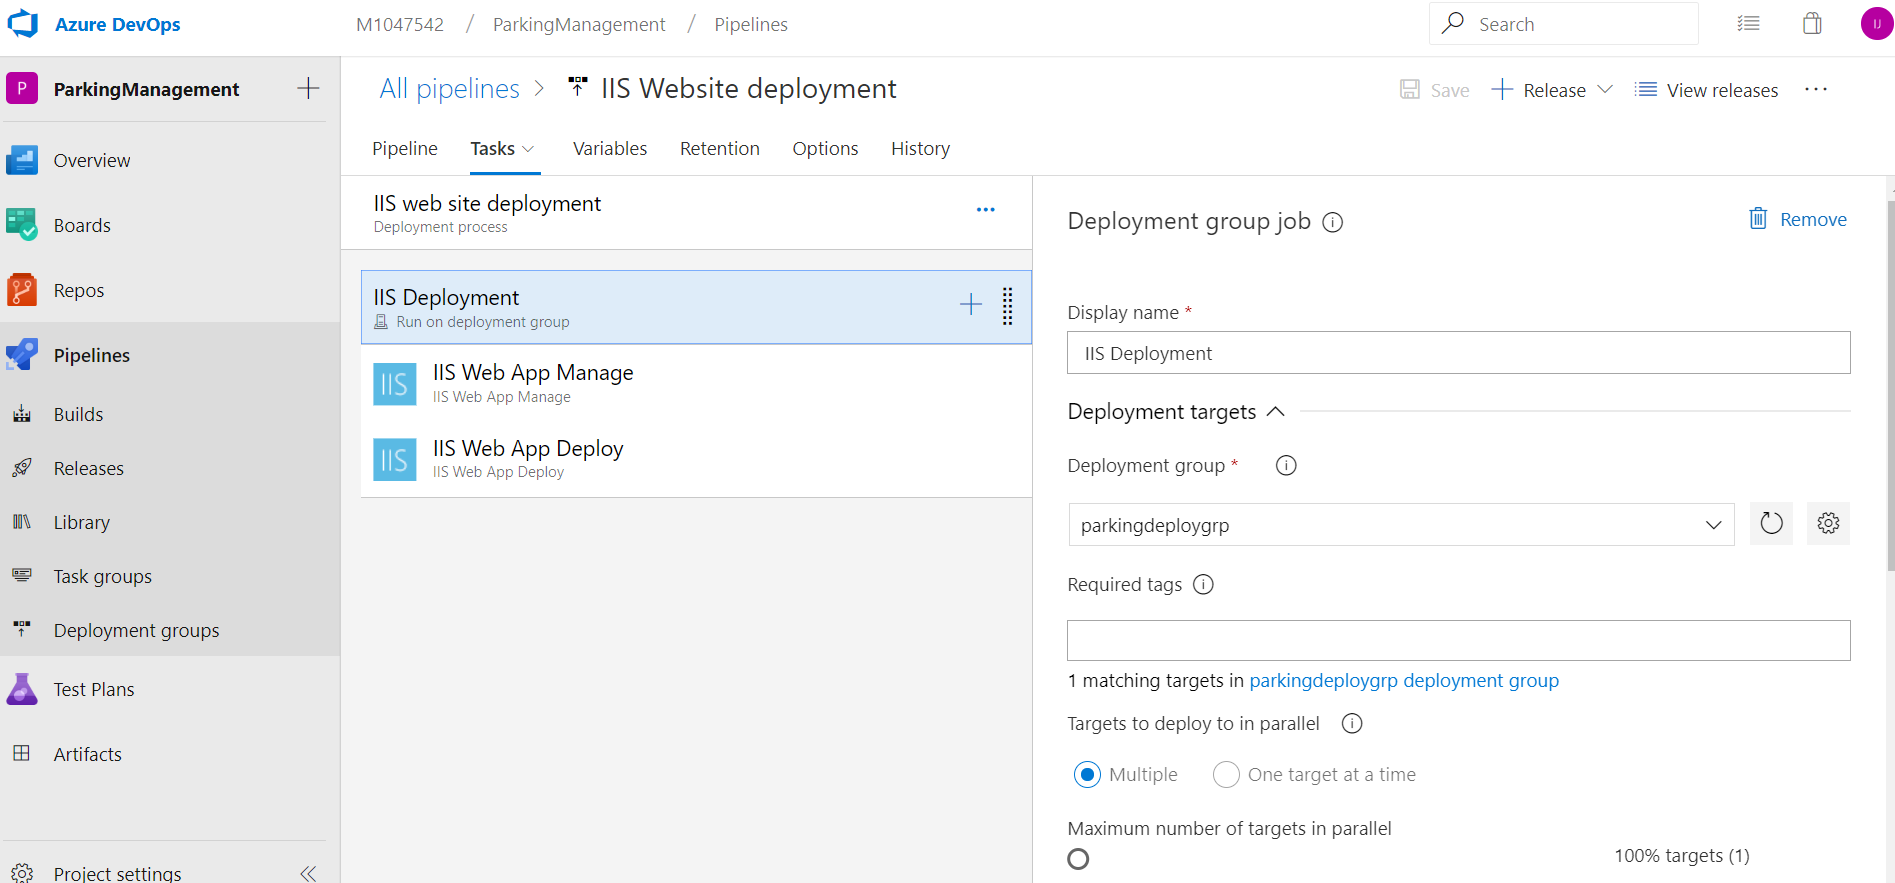 Azure DevOps
M1047542 / ParkingManagement / Pipelines
Search
IJ
P ParkingManagement
Overview
Boards
Repos
Pipelines
Builds
Releases
Library
Task groups
Deployment groups
Test Plans
Artifacts
Project settings
All pipelines > IIS Website deployment
Save
Release
View releases
Pipeline Tasks Variables Retention Options History
IIS web site deployment
Deployment process
IIS Deployment
Run on deployment group
IIS IIS Web App Manage
IIS Web App Manage
IIS IIS Web App Deploy
IIS Web App Deploy
Deployment group job
Remove
Display name *
IIS Deployment
Deployment targets
Deployment group *
parkingdeploygrp
Required tags
1 matching targets in parkingdeploygrp deployment group
Targets to deploy to in parallel
Multiple One target at a time
Maximum number of targets in parallel
100% targets (1)